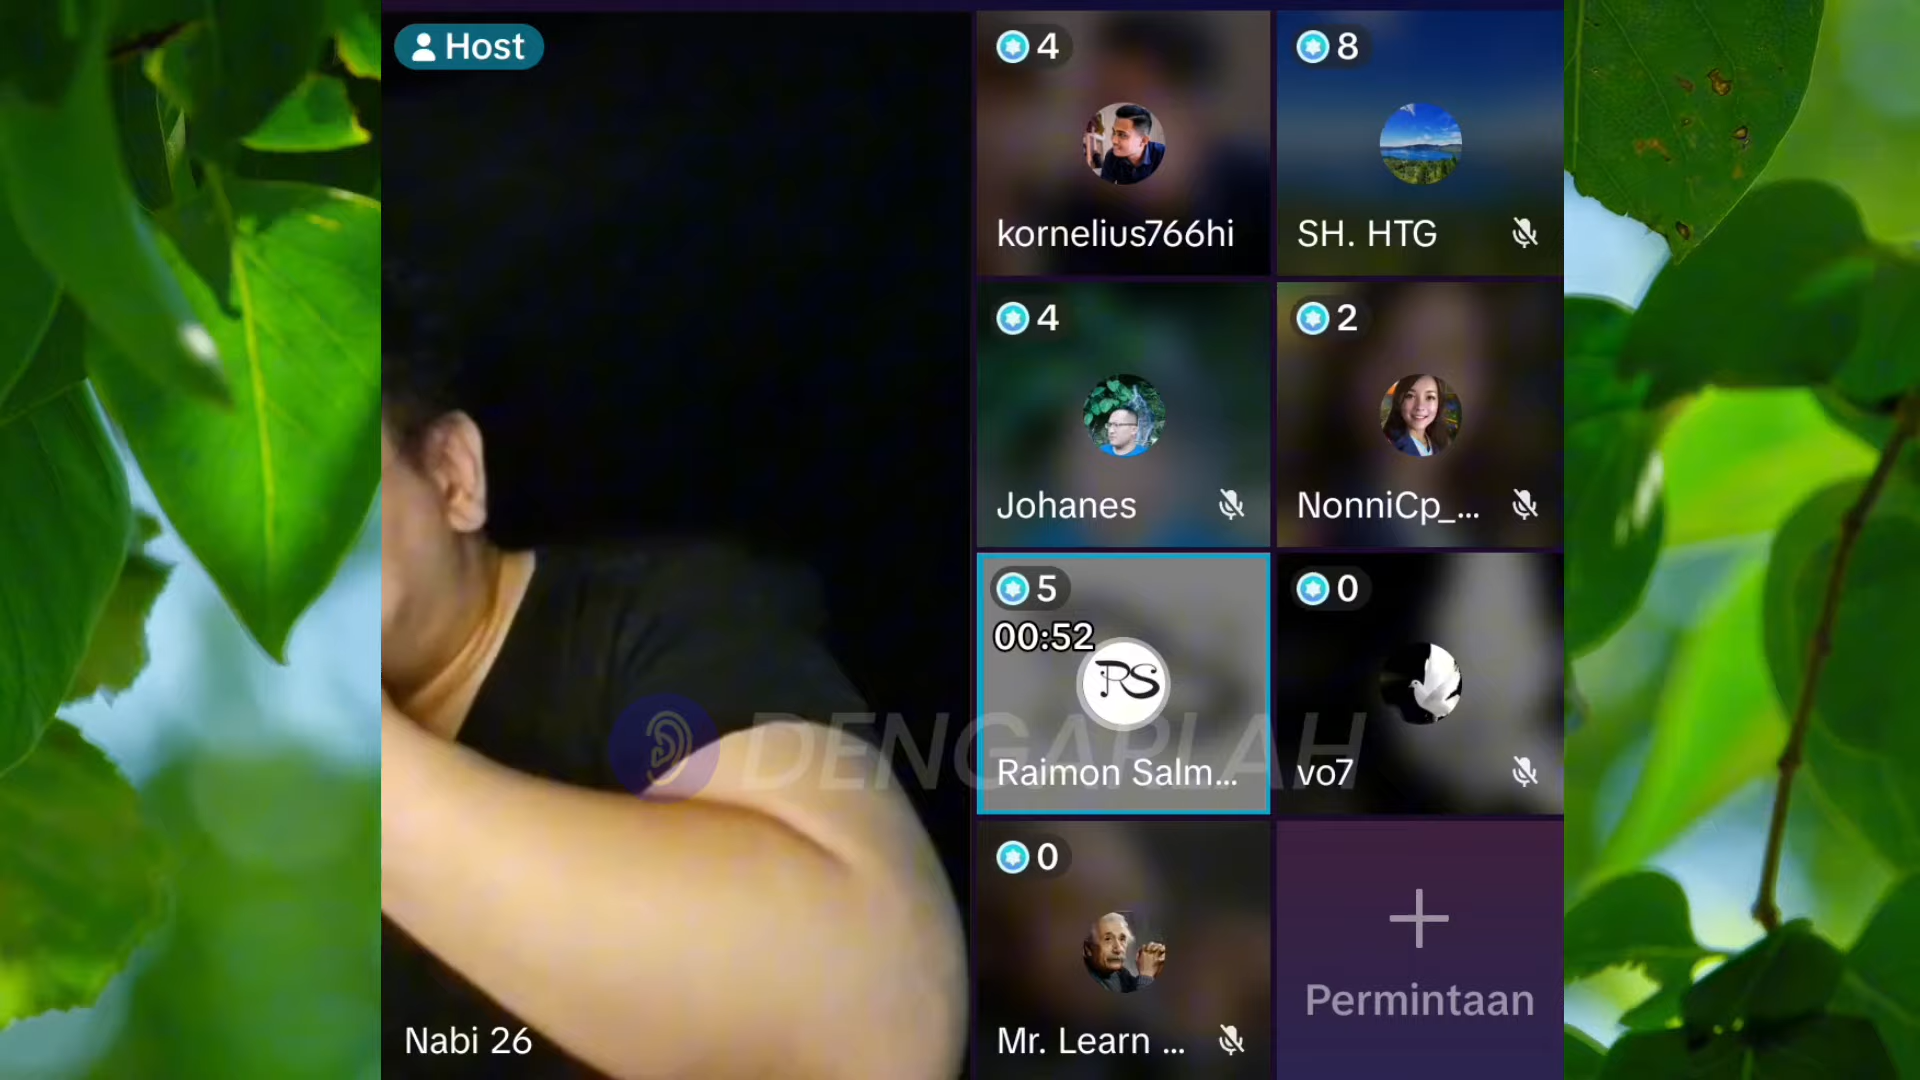 Host
4
kornelius766hi
8
SH. HTG
4
Johanes
2
NonniCp_...
5
00:52
RS
Raimon Salm...
0
vo7
DENGARLAH
0
Mr. Learn ...
Permintaan
Nabi 26